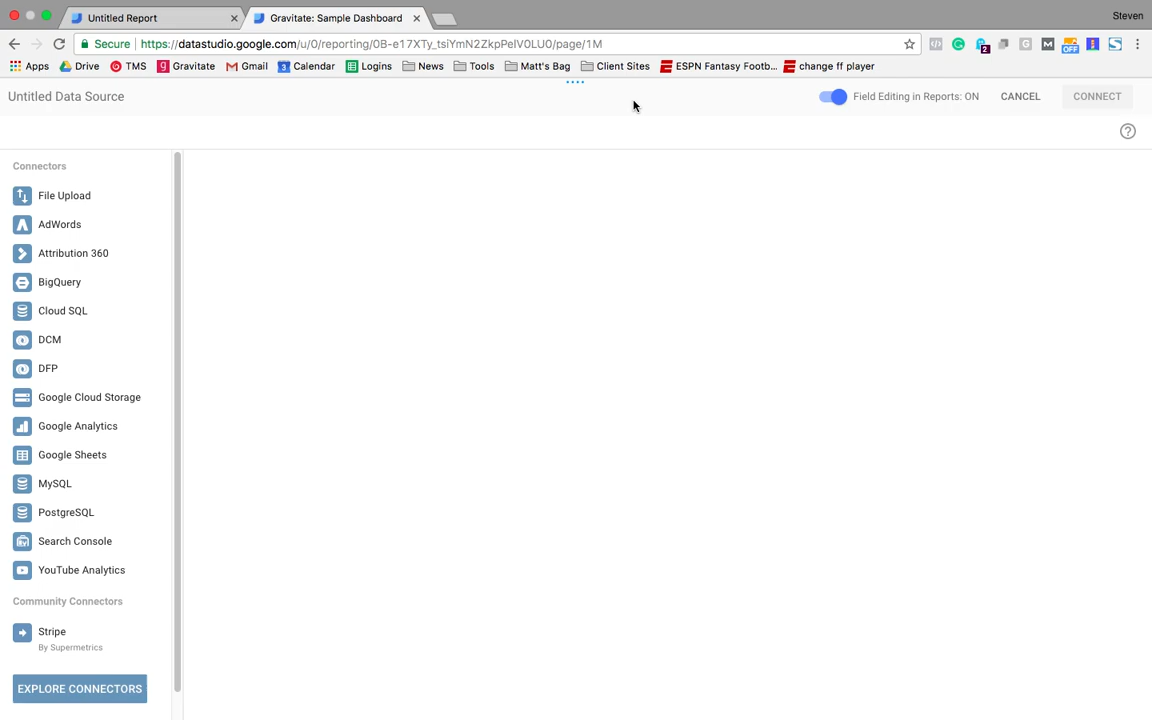 Untitled Report
Gravitate: Sample Dashboard
Steven
Secure https://datastudio.google.com/u/0/reporting/0B-e17XTy_tsiYmN2ZkpPelV0LU0/page/1M
OFF
2
Apps Drive TMS Gravitate Gmail Calendar Logins News Tools Matt's Bag Client Sites ESPN Fantasy Footb... change ff player
Untitled Data Source
Field Editing in Reports: ON CANCEL CONNECT
Connectors
File Upload
AdWords
Attribution 360
BigQuery
Cloud SQL
DCM
DFP
Google Cloud Storage
Google Analytics
Google Sheets
MySQL
PostgreSQL
Search Console
YouTube Analytics
Community Connectors
Stripe
By Supermetrics
EXPLORE CONNECTORS